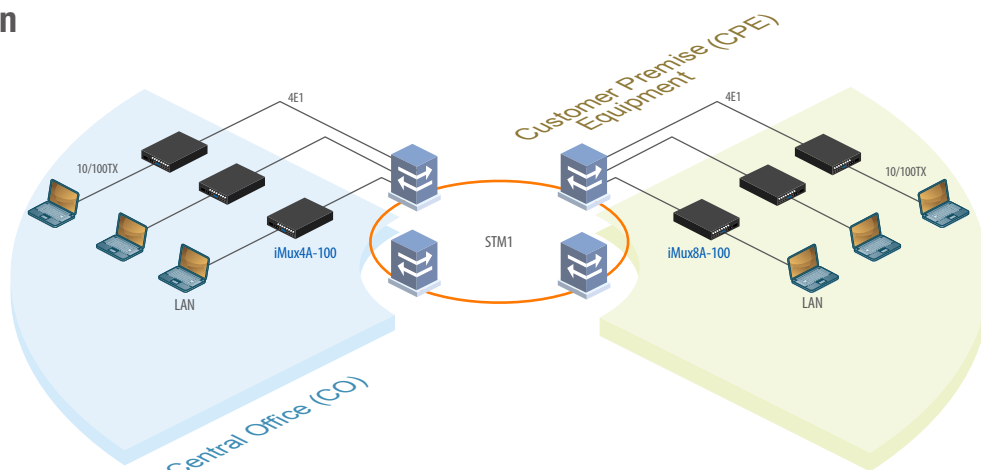 n
Customer Premise (CPE)
Equipment
4E1
4E1
10/100TX
10/100TX
STM1
iMux4A-100
iMux8A-100
LAN
LAN
Central Office (CO)